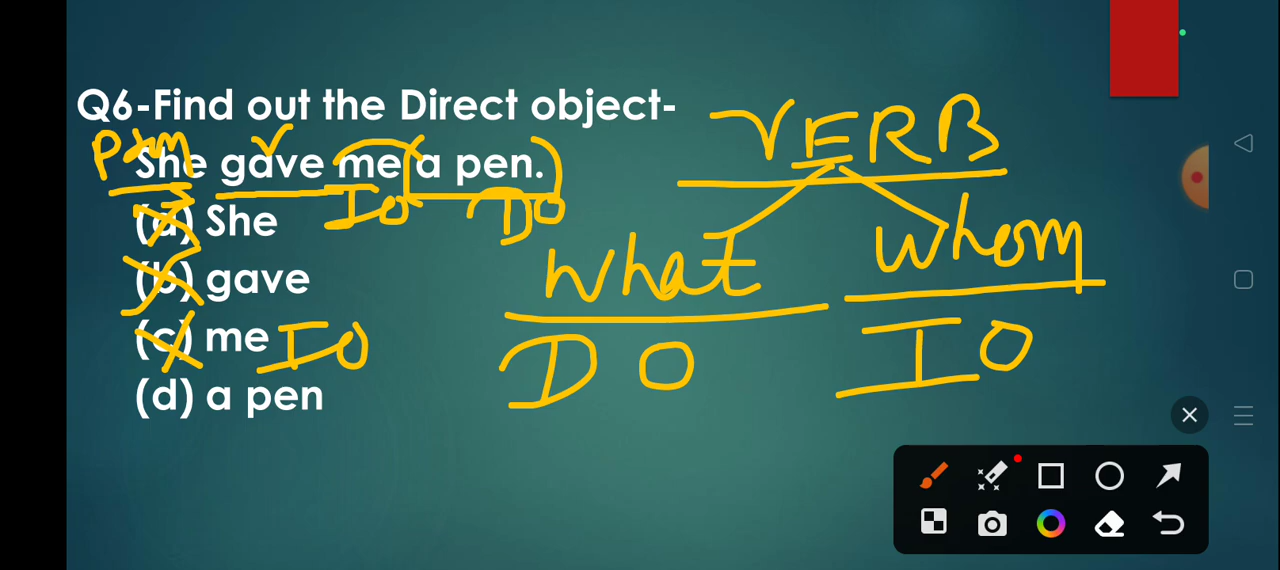 Q6-Find out the Direct object-
She gave me a pen.
V
IO DO
(a) She
(b) gave
(c) me IO
(d) a pen
VERB
What Whom
DO IO